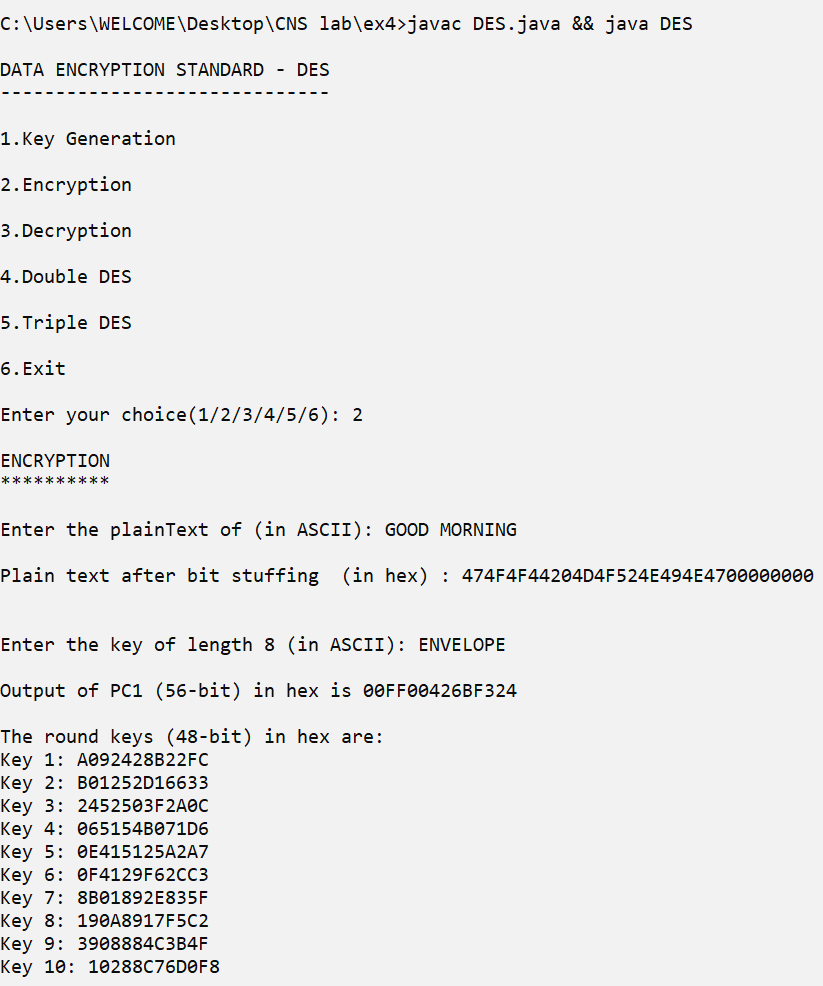 C:\Users\WELCOME\Desktop\CNS lab\ex4>javac DES.java && java DES
DATA ENCRYPTION STANDARD - DES
------------------------------
1.Key Generation
2.Encryption
3.Decryption
4.Double DES
5.Triple DES
6.Exit
Enter your choice(1/2/3/4/5/6): 2
ENCRYPTION
**********
Enter the plainText of (in ASCII): GOOD MORNING
Plain text after bit stuffing  (in hex) : 474F4F44204D4F524E494E4700000000
Enter the key of length 8 (in ASCII): ENVELOPE
Output of PC1 (56-bit) in hex is 00FF00426BF324
The round keys (48-bit) in hex are:
Key 1: A092428B22FC
Key 2: B01252D16633
Key 3: 2452503F2A0C
Key 4: 065154B071D6
Key 5: 0E415125A2A7
Key 6: 0F4129F62CC3
Key 7: 8B01892E835F
Key 8: 190A8917F5C2
Key 9: 3908884C3B4F
Key 10: 10288C76D0F8